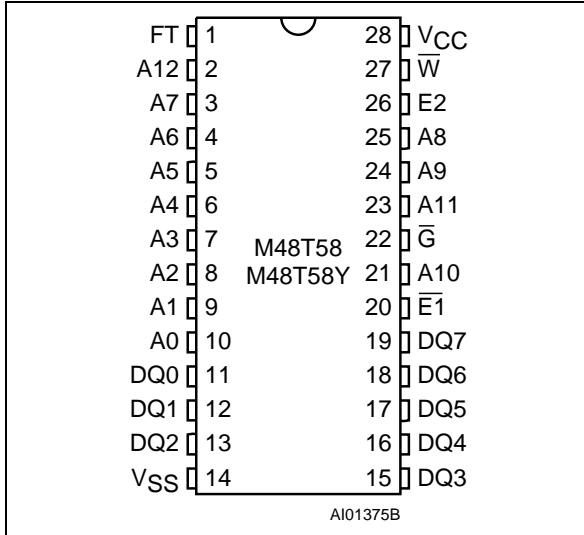 FT 1 28 VCC
A12 2 27 W̅
A7 3 26 E2
A6 4 25 A8
A5 5 24 A9
A4 6 23 A11
A3 7 M48T58 22 G̅
A2 8 M48T58Y 21 A10
A1 9 20 E̅1̅
A0 10 19 DQ7
DQ0 11 18 DQ6
DQ1 12 17 DQ5
DQ2 13 16 DQ4
VSS 14 15 DQ3
AI01375B